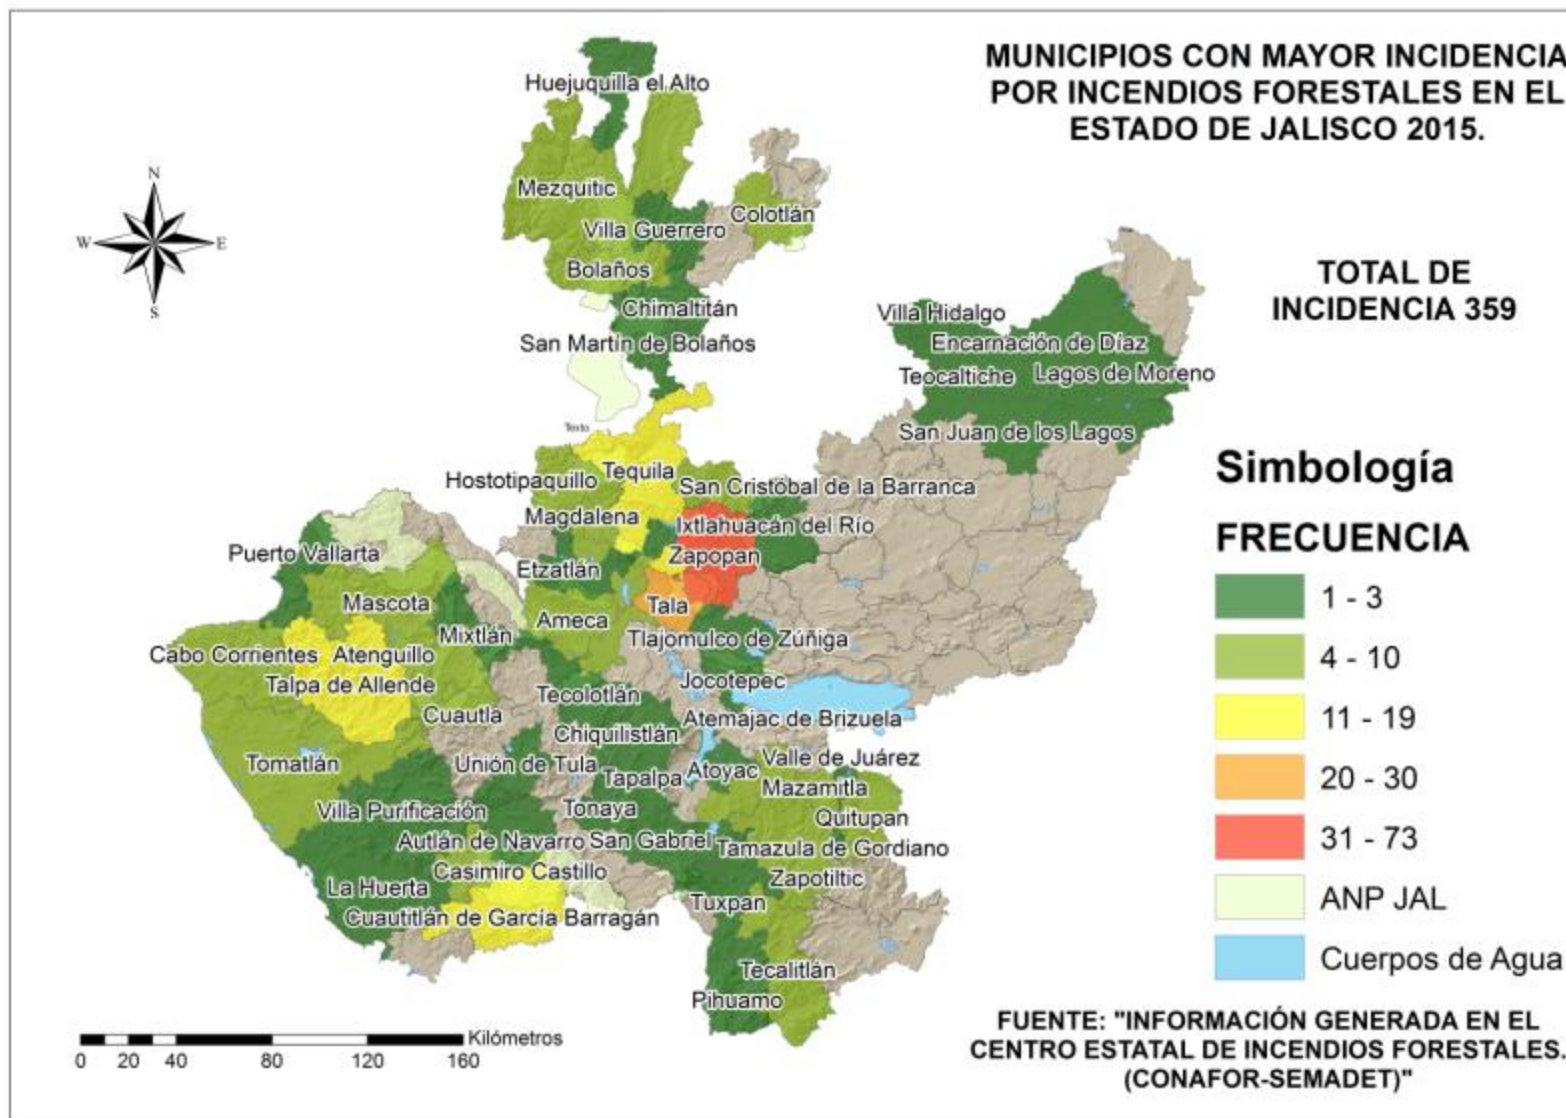 MUNICIPIOS CON MAYOR INCIDENCIA
POR INCENDIOS FORESTALES EN EL
ESTADO DE JALISCO 2015.
TOTAL DE
INCIDENCIA 359
N
W
E
S
Huejuquilla el Alto
Mezquitic
Colotlán
Villa Guerrero
Bolaños
Chimaltitán
San Martín de Bolaños
Villa Hidalgo
Encarnación de Díaz
Teocaltiche
Lagos de Moreno
San Juan de los Lagos
Texto
Tequila
Hostotipaquillo
San Cristóbal de la Barranca
Magdalena
Ixtlahuacán del Río
Puerto Vallarta
Zapopan
Etzatlán
Mascota
Tala
Ameca
Mixtlán
Tlajomulco de Zúñiga
Cabo Corrientes
Atenguillo
Talpa de Allende
Jocotepec
Tecolotlán
Cuautla
Atemajac de Brizuela
Chiquilistlán
Tomatlán
Unión de Tula
Valle de Juárez
Tapalpa
Atoyac
Mazamitla
Villa Purificación
Tonaya
Quitupan
Autlán de Navarro
San Gabriel
Tamazula de Gordiano
Casimiro Castillo
Zapotiltic
La Huerta
Tuxpan
Cuautitlán de García Barragán
Tecalitlán
Pihuamo
Simbología
FRECUENCIA
1 - 3
4 - 10
11 - 19
20 - 30
31 - 73
ANP JAL
Cuerpos de Agua
Kilómetros
0 20 40 80 120 160
FUENTE: "INFORMACIÓN GENERADA EN EL
CENTRO ESTATAL DE INCENDIOS FORESTALES.
(CONAFOR-SEMADET)"